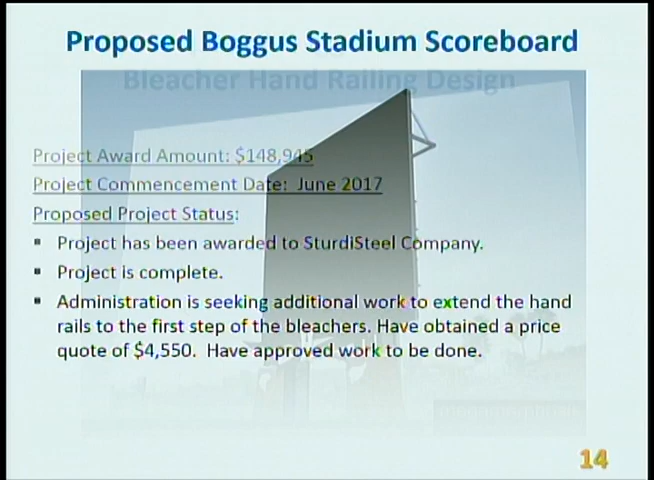 Proposed Boggus Stadium Scoreboard
Bleacher Hand Railing Design
Project Award Amount: $148,945
Project Commencement Date: June 2017
Proposed Project Status:
▪ Project has been awarded to SturdiSteel Company.
▪ Project is complete.
▪ Administration is seeking additional work to extend the hand
rails to the first step of the bleachers. Have obtained a price
quote of $4,550. Have approved work to be done.
14